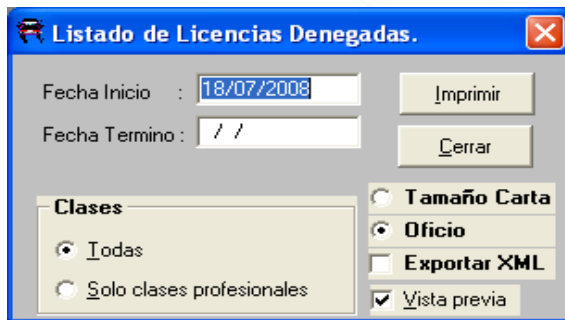 Listado de Licencias Denegadas.
Fecha Inicio : 18/07/2008
Imprimir
Fecha Termino : / /
Cerrar
Clases
Todas
Solo clases profesionales
Tamaño Carta
Oficio
Exportar XML
Vista previa